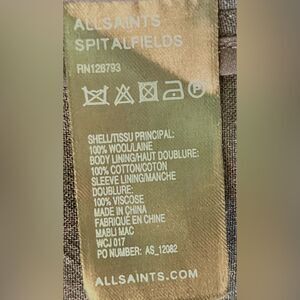 ALLSAINTS
SPITALFIELDS
RN128793
SHELL/TISSU PRINCIPAL:
100% WOOL/LAINE
BODY LINING/HAUT DOUBLURE:
100% COTTON/COTON
SLEEVE LINING/MANCHE
DOUBLURE:
100% VISCOSE
MADE IN CHINA
FABRIQUÉ EN CHINE
MABLI MAC
WCJ 017
PO NUMBER: AS_12082
ALLSAINTS.COM